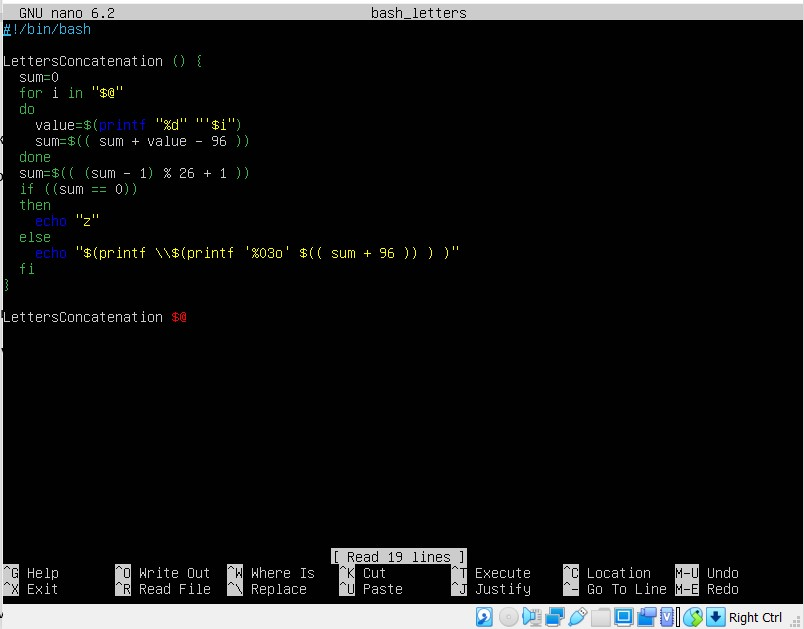 GNU nano 6.2 bash_letters
#!/bin/bash
LettersConcatenation () {
sum=0
for i in "$@"
do
value=$(printf "%d" "'$i")
sum=$(( sum + value - 96 ))
done
sum=$(( (sum - 1) % 26 + 1 ))
if ((sum == 0))
then
echo "z"
else
echo "$(printf \\$(printf '%03o' $(( sum + 96 )) ) )"
fi
}
LettersConcatenation $@
[ Read 19 lines ]
^G Help ^O Write Out ^W Where Is ^K Cut ^T Execute ^C Location M-U Undo
^X Exit ^R Read File ^\ Replace ^U Paste ^J Justify ^- Go To Line M-E Redo
Right Ctrl